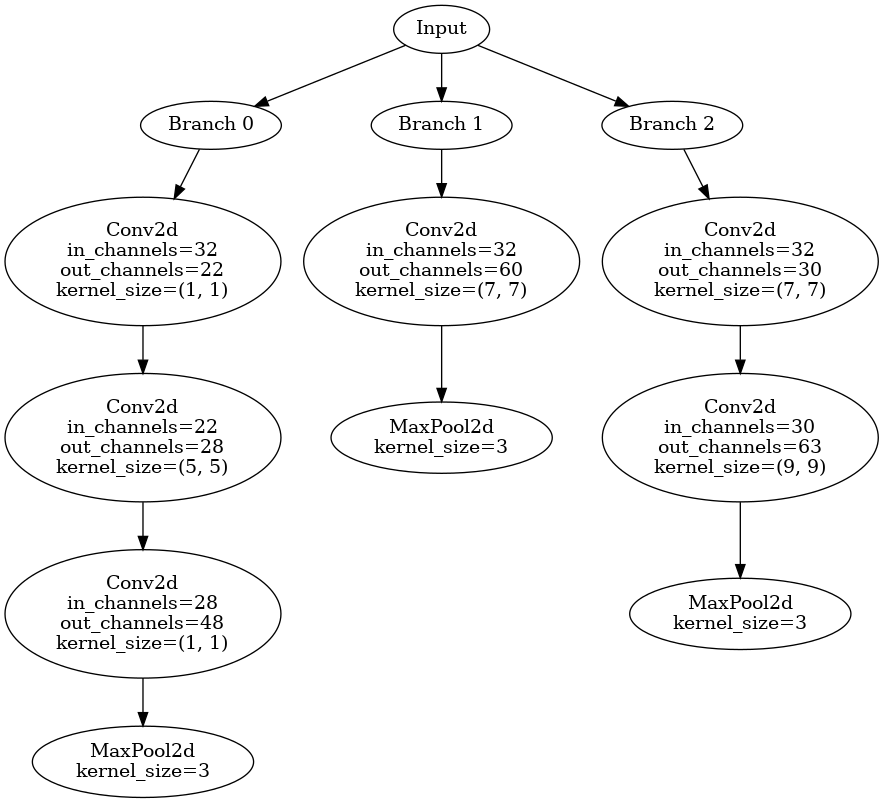 Input
Branch 0
Branch 1
Branch 2
Conv2d
in_channels=32
out_channels=22
kernel_size=(1, 1)
Conv2d
in_channels=32
out_channels=60
kernel_size=(7, 7)
Conv2d
in_channels=32
out_channels=30
kernel_size=(7, 7)
Conv2d
in_channels=22
out_channels=28
kernel_size=(5, 5)
MaxPool2d
kernel_size=3
Conv2d
in_channels=30
out_channels=63
kernel_size=(9, 9)
Conv2d
in_channels=28
out_channels=48
kernel_size=(1, 1)
MaxPool2d
kernel_size=3
MaxPool2d
kernel_size=3